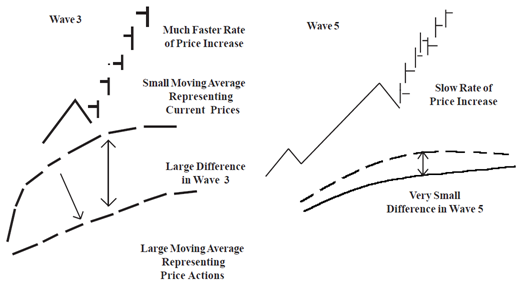 Wave 3
Much Faster Rate
of Price Increase
Small Moving Average
Representing
Current Prices
Large Difference
in Wave 3
Large Moving Average
Representing
Price Actions
Wave 5
Slow Rate of
Price Increase
Very Small
Difference in Wave 5